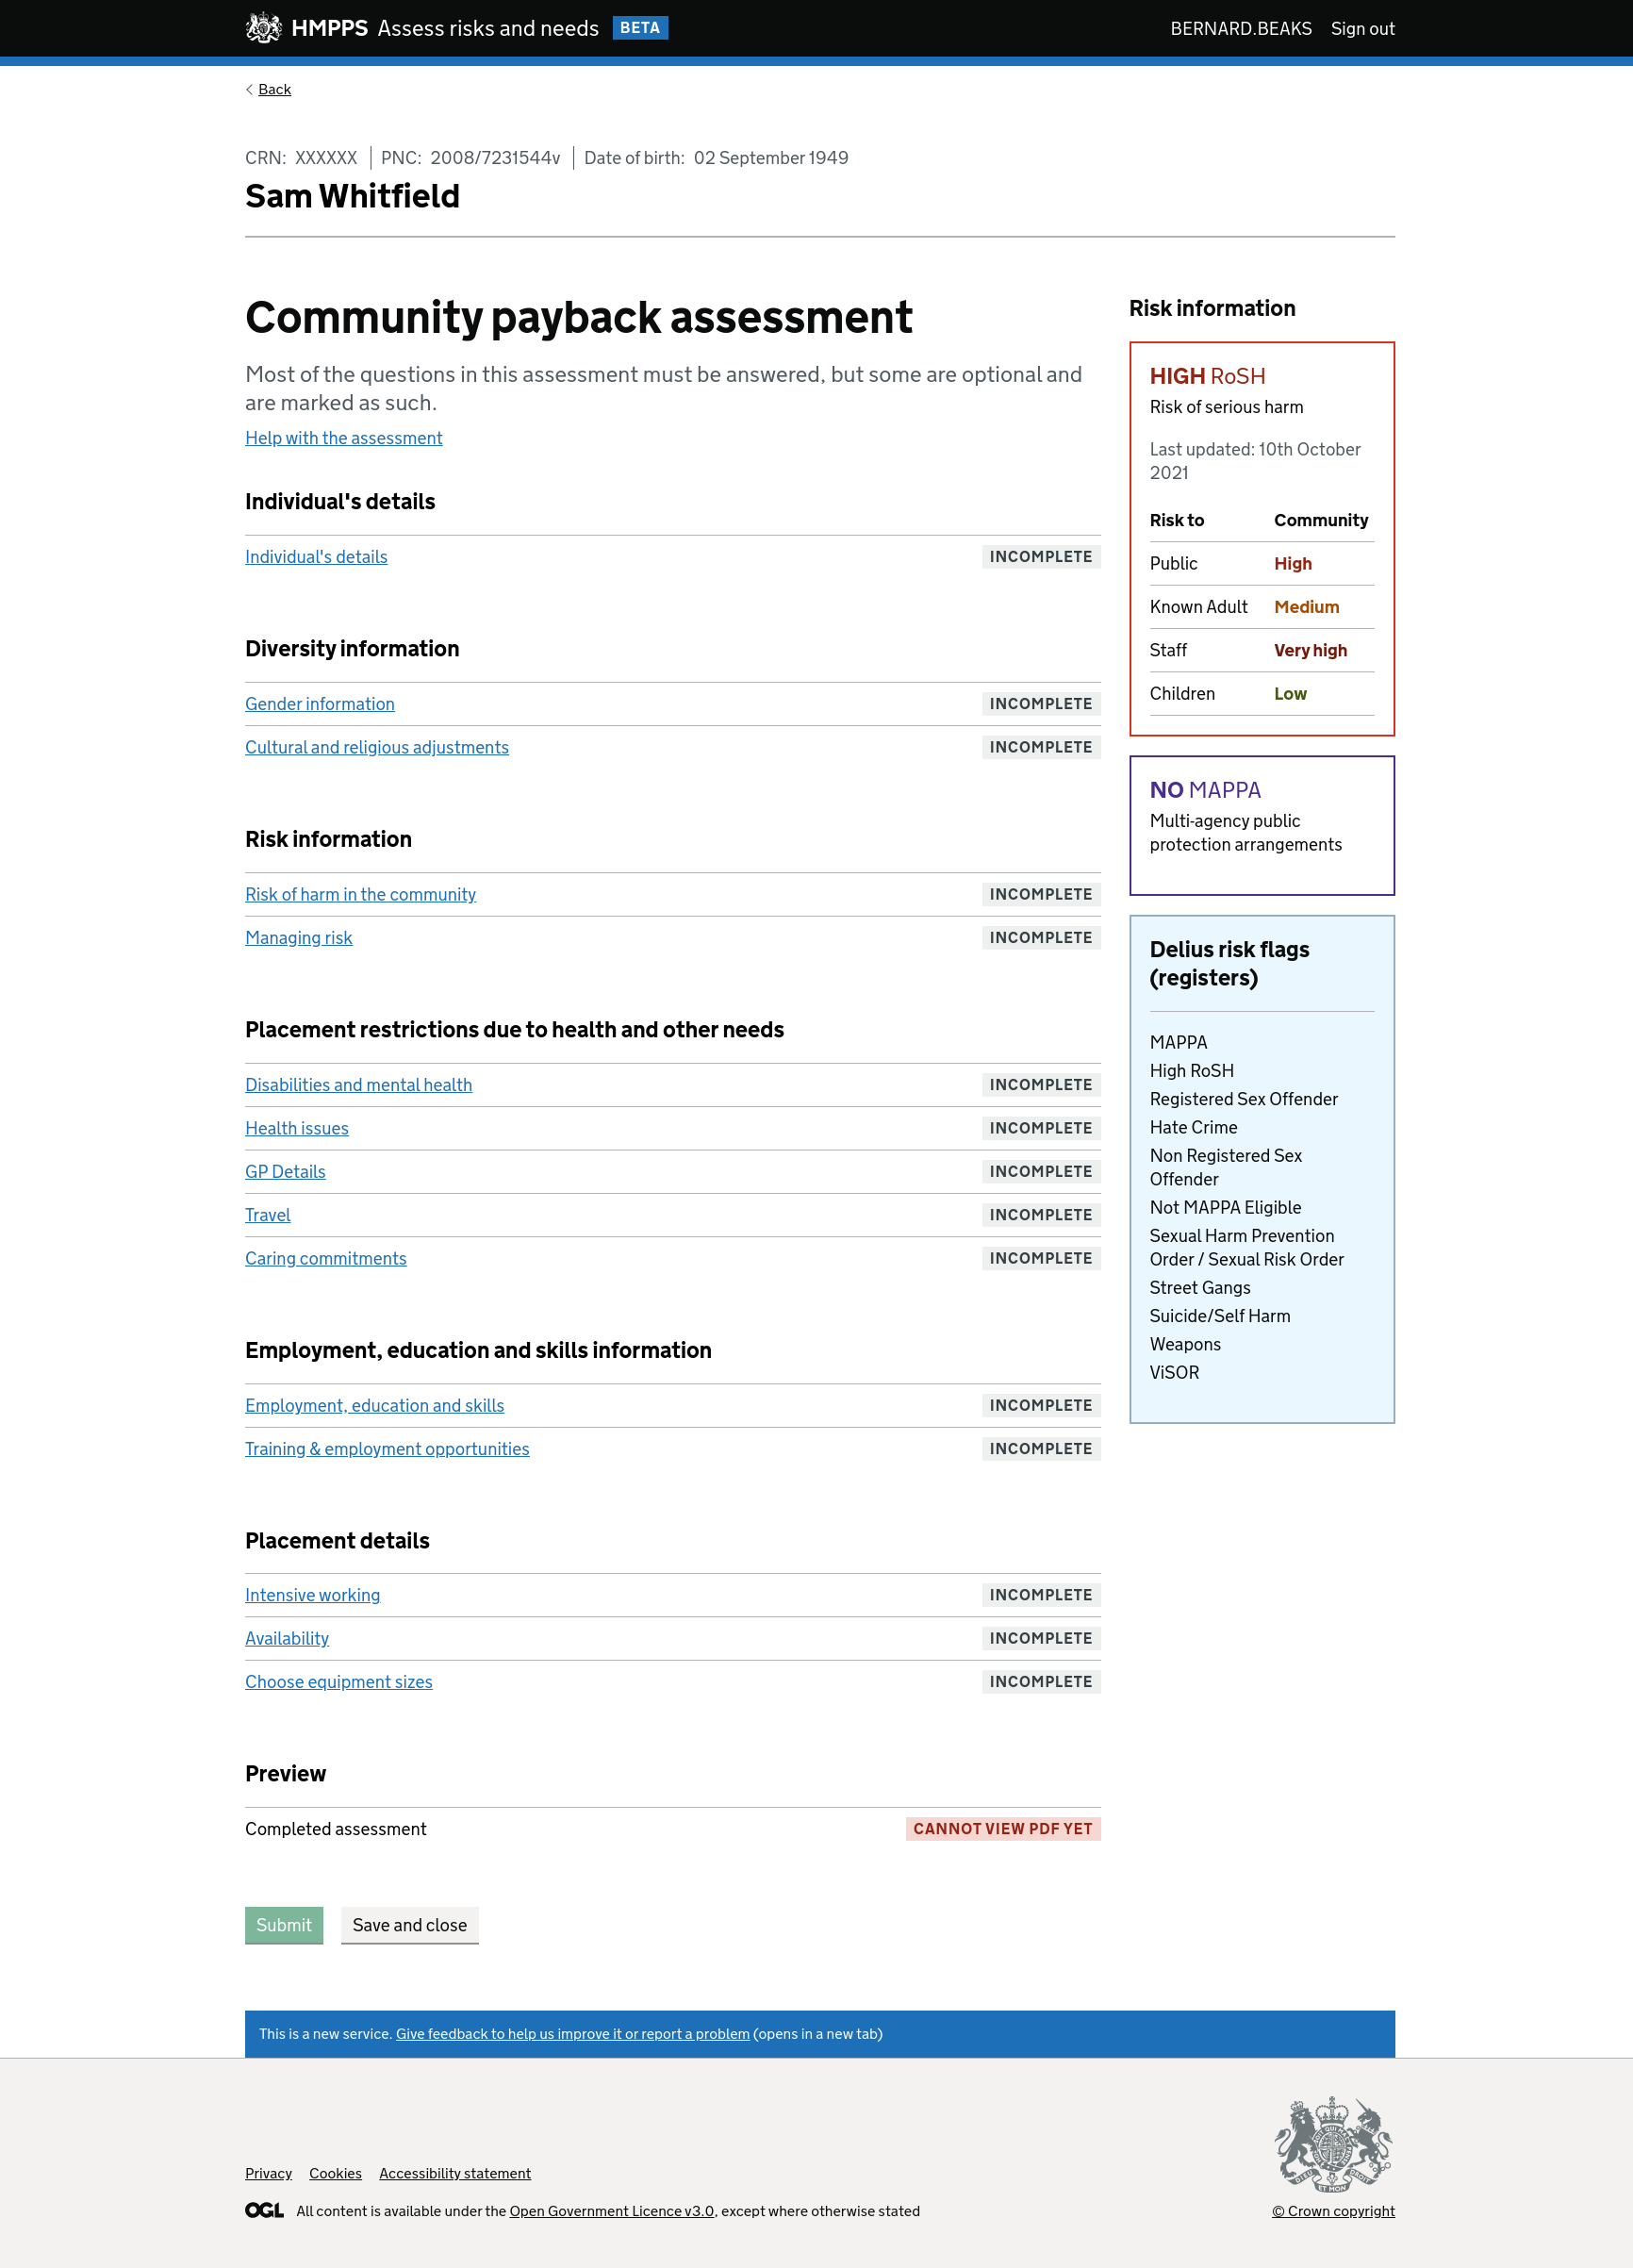 HMPPS Assess risks and needs BETA BERNARD.BEAKS Sign out
Back
CRN: XXXXXX PNC: 2008/7231544v Date of birth: 02 September 1949
Sam Whitfield
Community payback assessment
Most of the questions in this assessment must be answered, but some are optional and
are marked as such.
Help with the assessment
Individual's details
Individual's details INCOMPLETE
Diversity information
Gender information INCOMPLETE
Cultural and religious adjustments INCOMPLETE
Risk information
Risk of harm in the community INCOMPLETE
Managing risk INCOMPLETE
Placement restrictions due to health and other needs
Disabilities and mental health INCOMPLETE
Health issues INCOMPLETE
GP Details INCOMPLETE
Travel INCOMPLETE
Caring commitments INCOMPLETE
Employment, education and skills information
Employment, education and skills INCOMPLETE
Training & employment opportunities INCOMPLETE
Placement details
Intensive working INCOMPLETE
Availability INCOMPLETE
Choose equipment sizes INCOMPLETE
Preview
Completed assessment CANNOT VIEW PDF YET
Submit Save and close
Risk information
HIGH RoSH
Risk of serious harm
Last updated: 10th October
2021
Risk to Community
Public High
Known Adult Medium
Staff Very high
Children Low
NO MAPPA
Multi-agency public
protection arrangements
Delius risk flags
(registers)
MAPPA
High RoSH
Registered Sex Offender
Hate Crime
Non Registered Sex
Offender
Not MAPPA Eligible
Sexual Harm Prevention
Order / Sexual Risk Order
Street Gangs
Suicide/Self Harm
Weapons
ViSOR
This is a new service. Give feedback to help us improve it or report a problem (opens in a new tab)
Privacy Cookies Accessibility statement
OGL All content is available under the Open Government Licence v3.0, except where otherwise stated
© Crown copyright